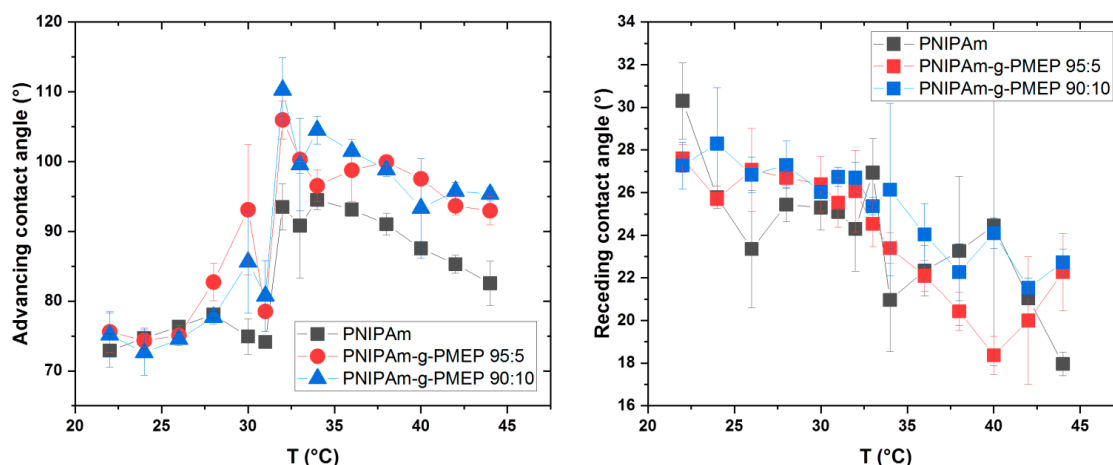 120
110
100
90
80
70
20
25
30
35
40
45
Advancing contact angle (°)
T (°C)
PNIPAm
PNIPAm-g-PMEP 95:5
PNIPAm-g-PMEP 90:10
34
32
30
28
26
24
22
20
18
16
20
25
30
35
40
45
Receding contact angle (°)
T (°C)
PNIPAm
PNIPAm-g-PMEP 95:5
PNIPAm-g-PMEP 90:10